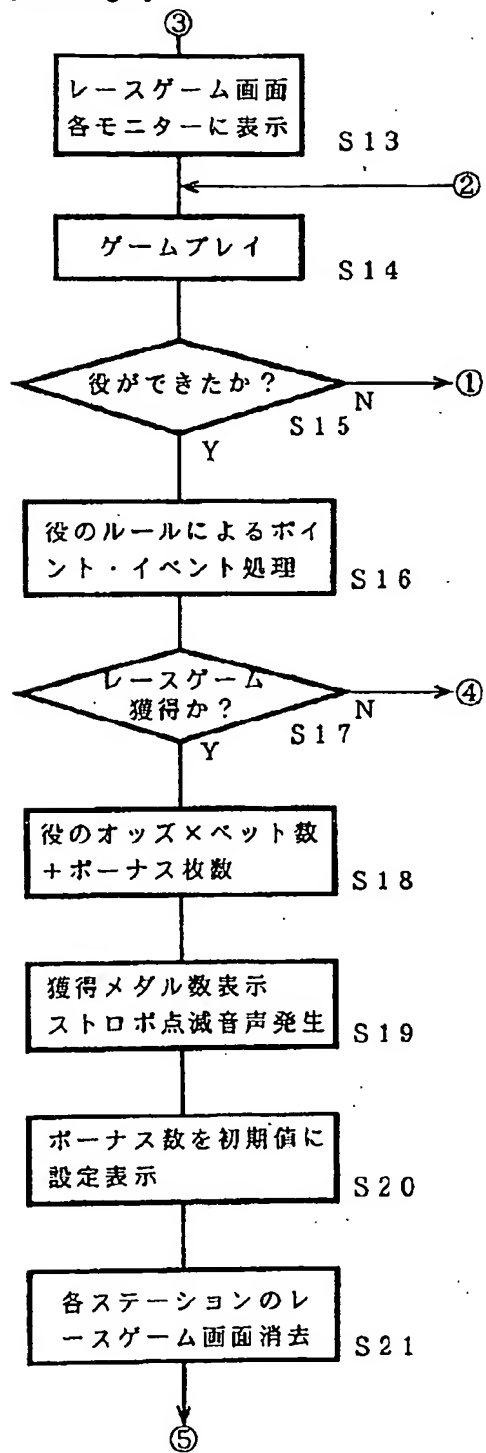 ③
レースゲーム画面
各モニターに表示
S13
②
ゲームプレイ
S14
役ができたか?
N
①
S15
Y
役のルールによるポイ
ント・イベント処理
S16
レースゲーム
獲得か?
N
④
S17
Y
役のオッズ×ベット数
+ボーナス枚数
S18
獲得メダル数表示
ストロボ点滅音声発生
S19
ボーナス数を初期値に
設定表示
S20
各ステーションのレ
ースゲーム画面消去
S21
⑤